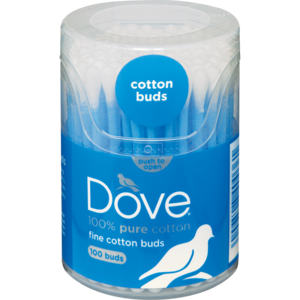 cotton
buds
push to
open
Dove
100% pure cotton
fine cotton buds
100 buds